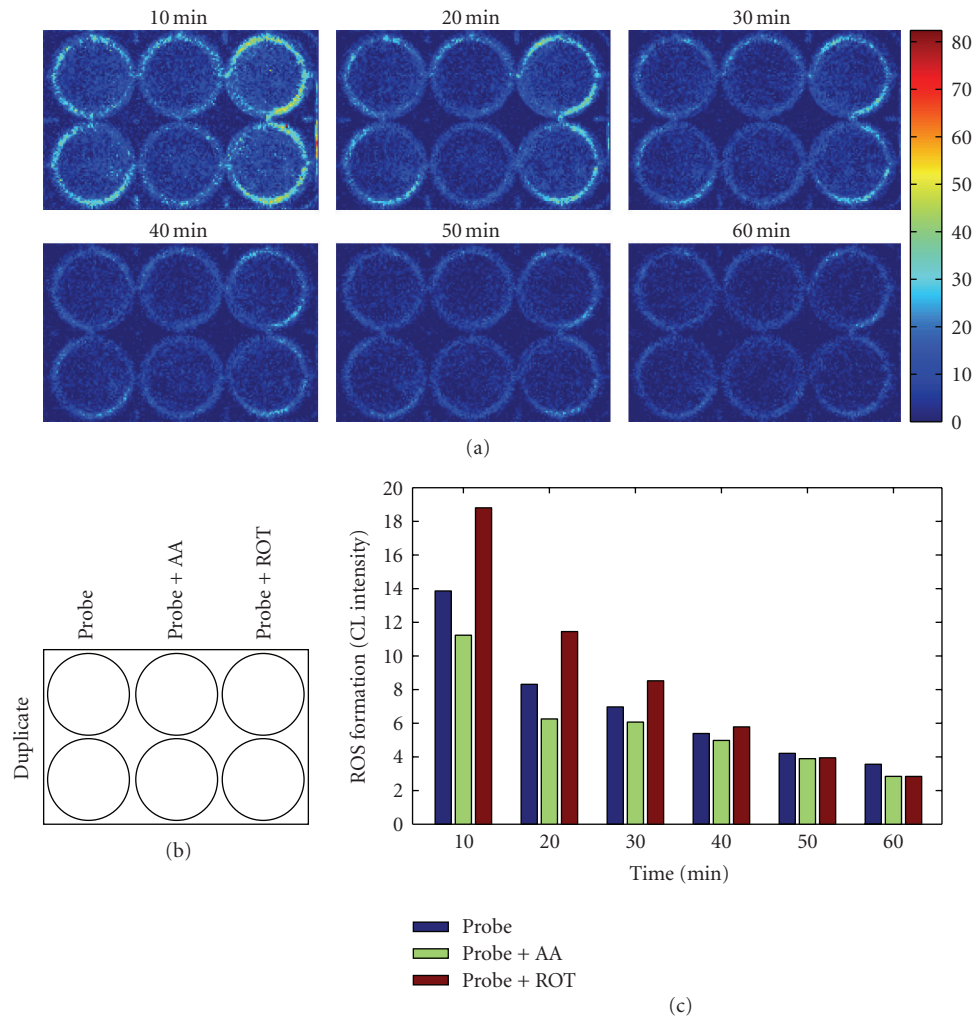 10 min 20 min 30 min
80
70
60
50
40
30
20
10
0
40 min 50 min 60 min
(a)
Probe
Probe + AA
Probe + ROT
Duplicate
(b)
ROS formation (CL intensity)
20
18
16
14
12
10
8
6
4
2
0
10 20 30 40 50 60
Time (min)
Probe
Probe + AA
Probe + ROT
(c)